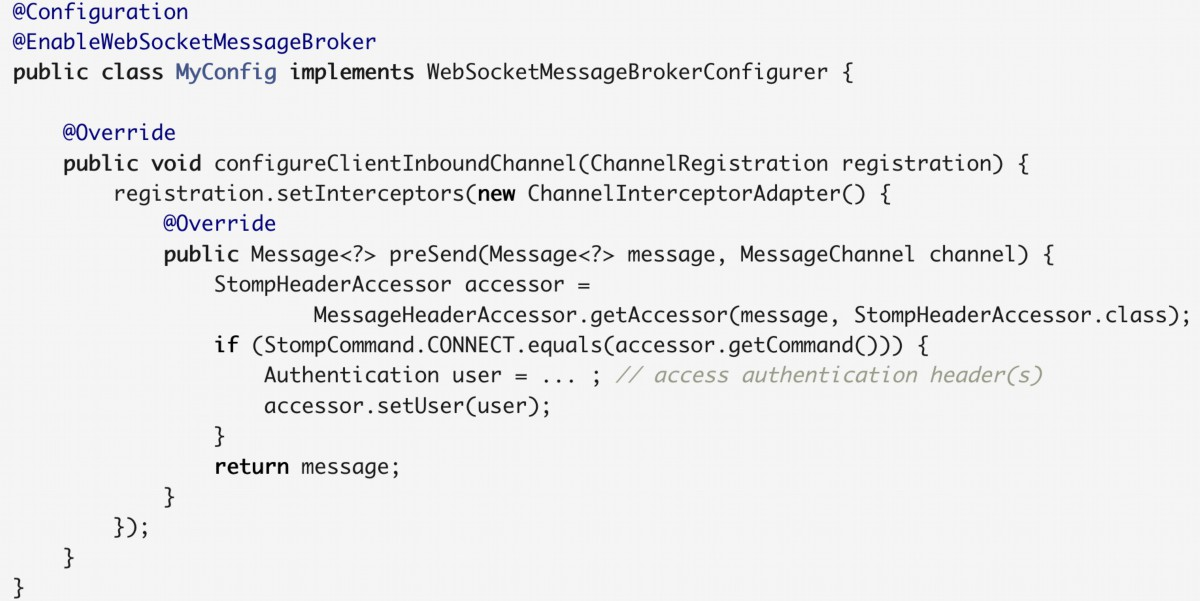 @Configuration
@EnableWebSocketMessageBroker
public class MyConfig implements WebSocketMessageBrokerConfigurer {
@Override
public void configureClientInboundChannel(ChannelRegistration registration) {
registration.setInterceptors(new ChannelInterceptorAdapter() {
@Override
public Message<?> preSend(Message<?> message, MessageChannel channel) {
StompHeaderAccessor accessor =
MessageHeaderAccessor.getAccessor(message, StompHeaderAccessor.class);
if (StompCommand.CONNECT.equals(accessor.getCommand())) {
Authentication user = ... ; // access authentication header(s)
accessor.setUser(user);
}
return message;
}
});
}
}